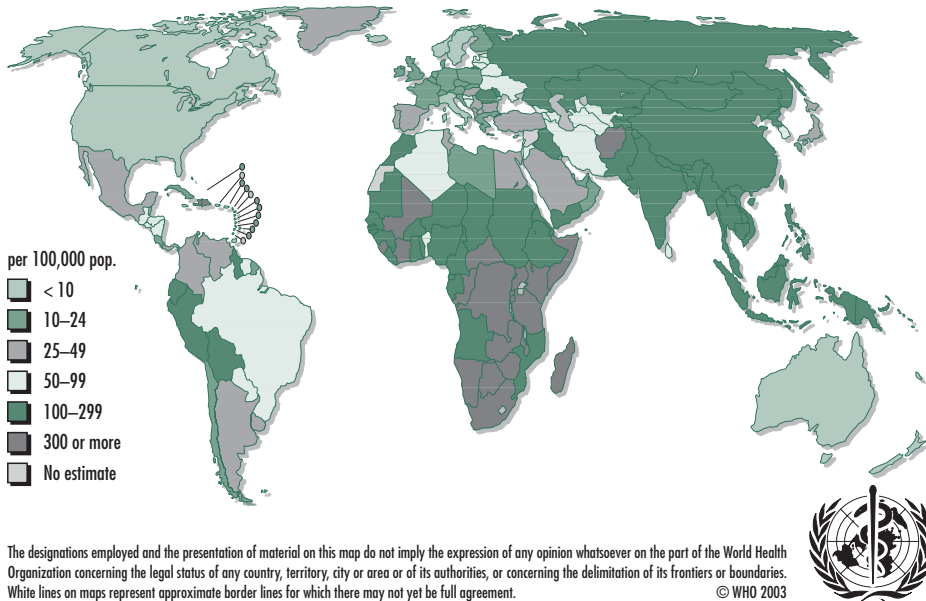 per 100,000 pop.
< 10
10–24
25–49
50–99
100–299
300 or more
No estimate
The designations employed and the presentation of material on this map do not imply the expression of any opinion whatsoever on the part of the World Health
Organization concerning the legal status of any country, territory, city or area or of its authorities, or concerning the delimitation of its frontiers or boundaries.
White lines on maps represent approximate border lines for which there may not yet be full agreement.
© WHO 2003